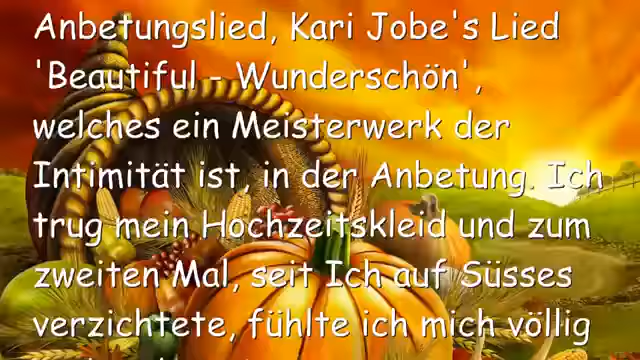 Anbetungslied, Kari Jobe's Lied
'Beautiful - Wunderschön',
welches ein Meisterwerk der
Intimität ist, in der Anbetung. Ich
trug mein Hochzeitskleid und zum
zweiten Mal, seit Ich auf Süsses
verzichtete, fühlte ich mich völlig